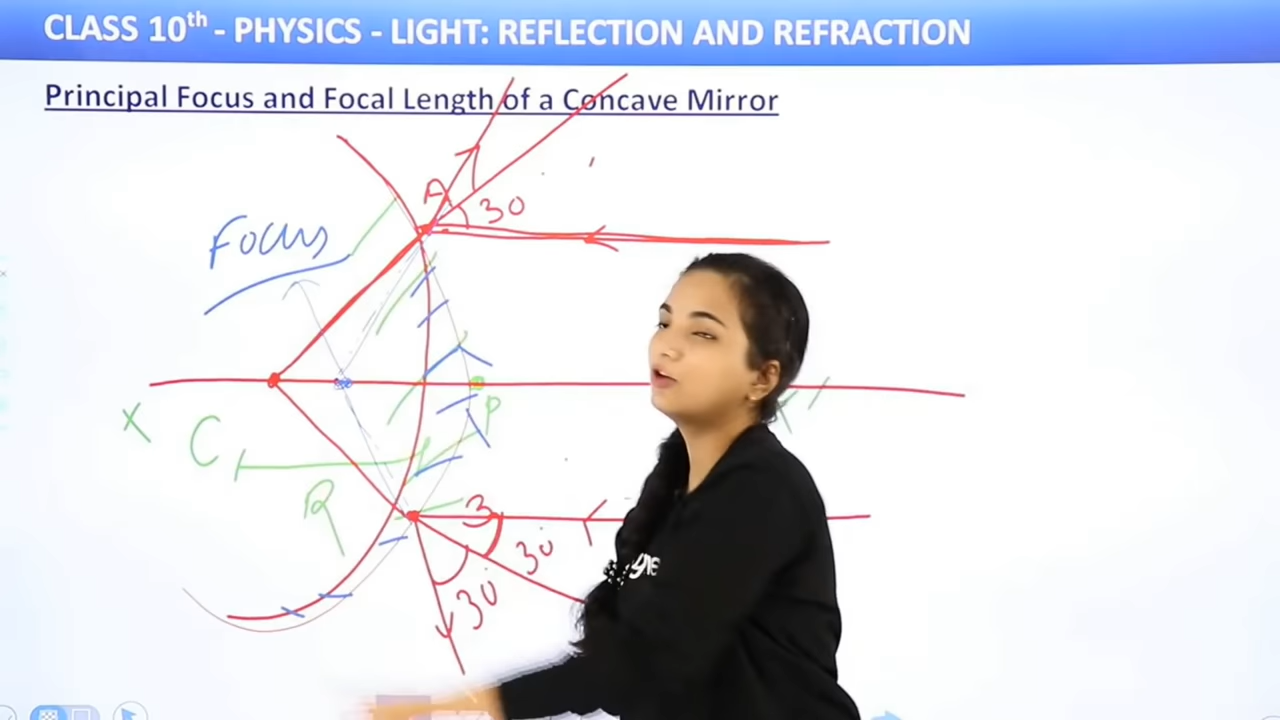 CLASS 10th - PHYSICS - LIGHT: REFLECTION AND REFRACTION
Principal Focus and Focal Length of a Concave Mirror
A
30
Focus
X
X'
C
P
R
3
30°
30°